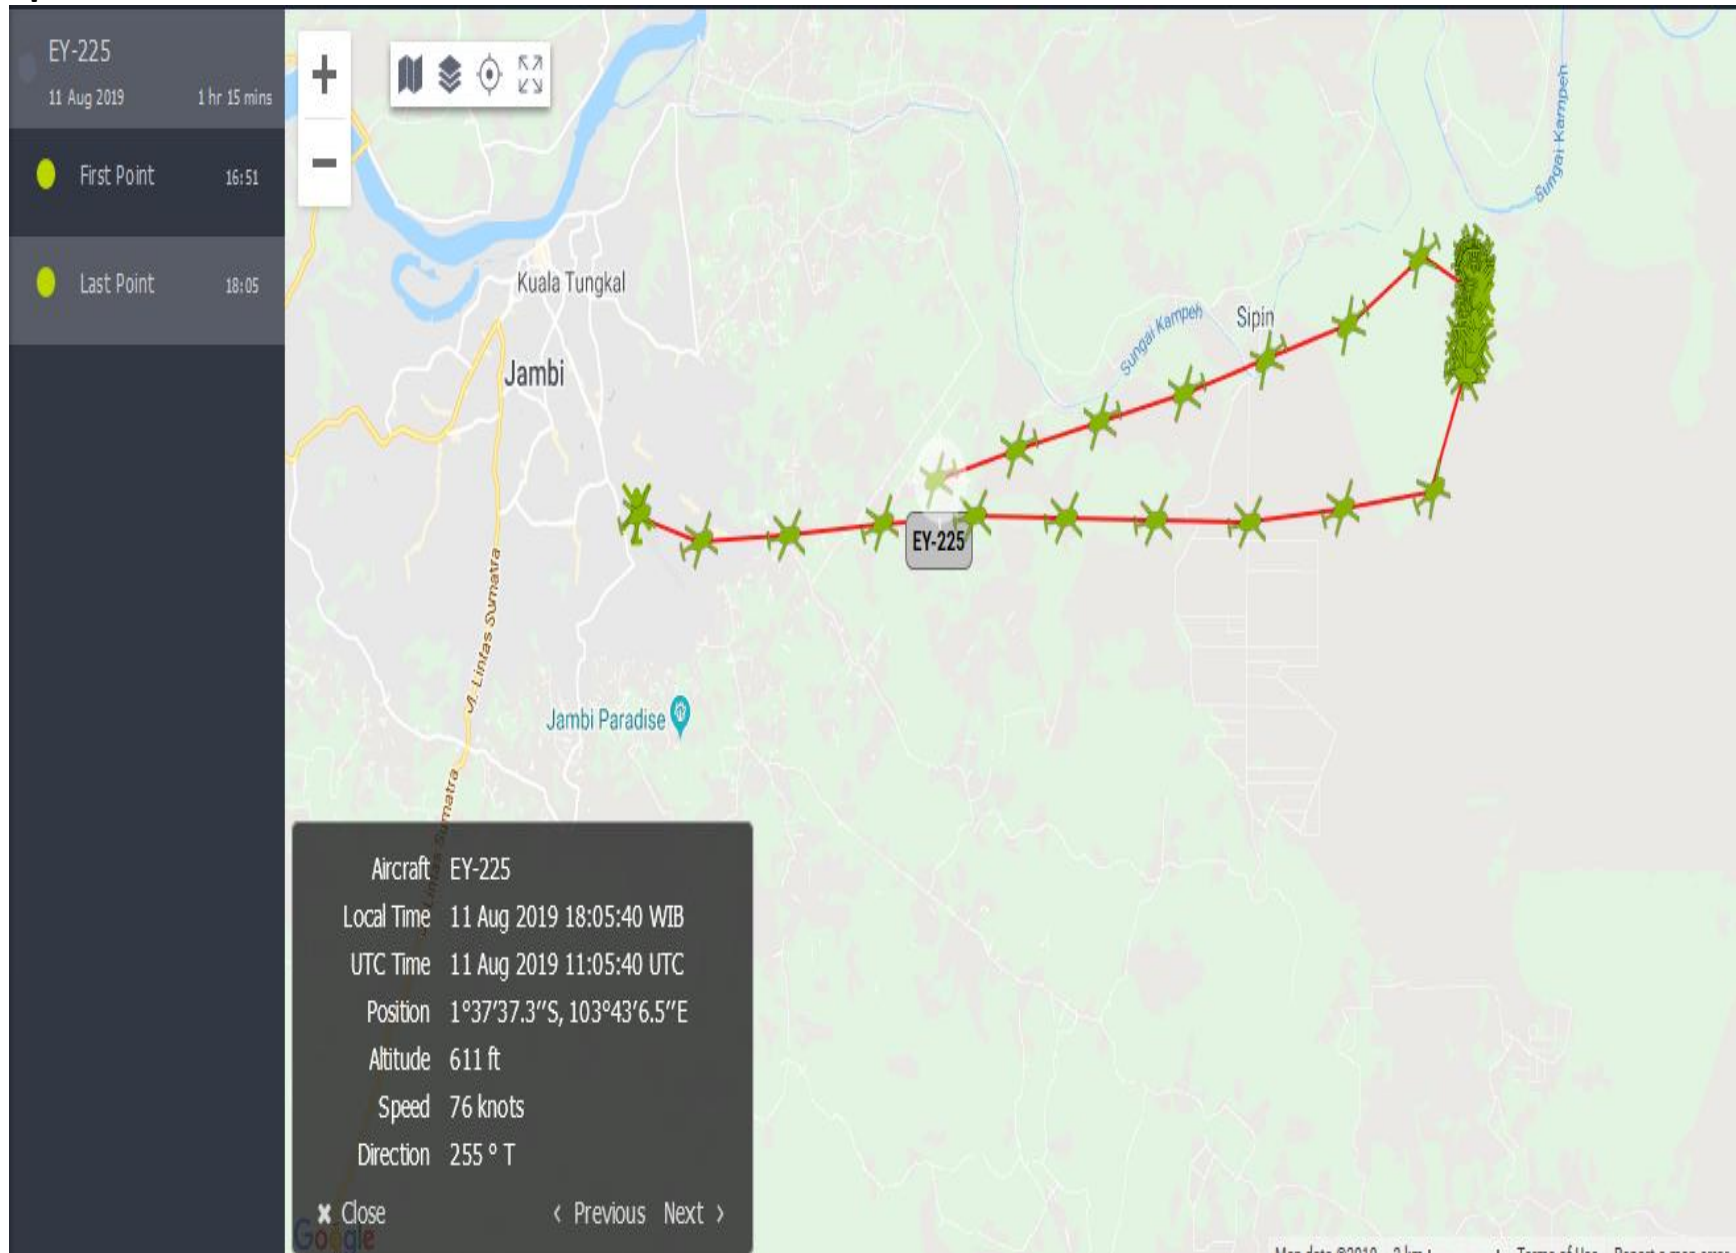 EY-225
11 Aug 2019 1 hr 15 mins
First Point 16:51
Last Point 18:05
+
−
Sungai Kampeh
Kuala Tungkal
Sungai Kampeh
Sipin
Jambi
EY-225
Jl. Lintas Sumatra
Jambi Paradise
Lintas Sumatra
Aircraft EY-225
Local Time 11 Aug 2019 18:05:40 WIB
UTC Time 11 Aug 2019 11:05:40 UTC
Position 1°37'37.3''S, 103°43'6.5''E
Altitude 611 ft
Speed 76 knots
Direction 255 ° T
✖ Close ‹ Previous Next ›
Google